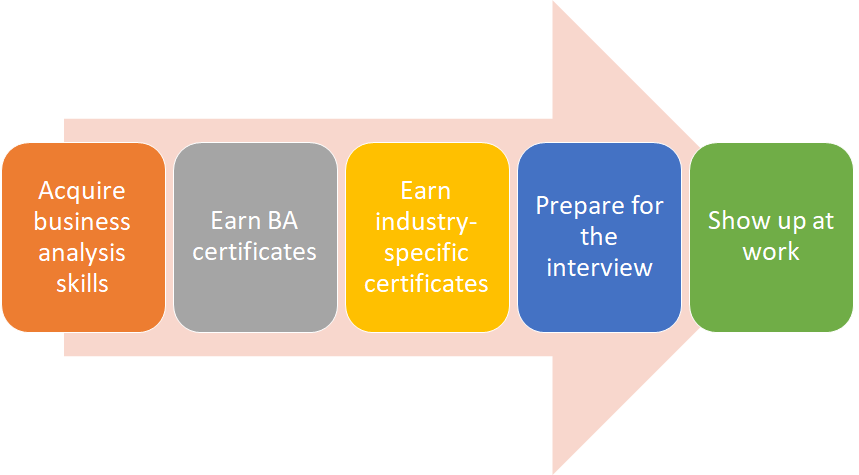 Acquire
business
analysis
skills
Earn BA
certificates
Earn
industry-
specific
certificates
Prepare for
the
interview
Show up at
work